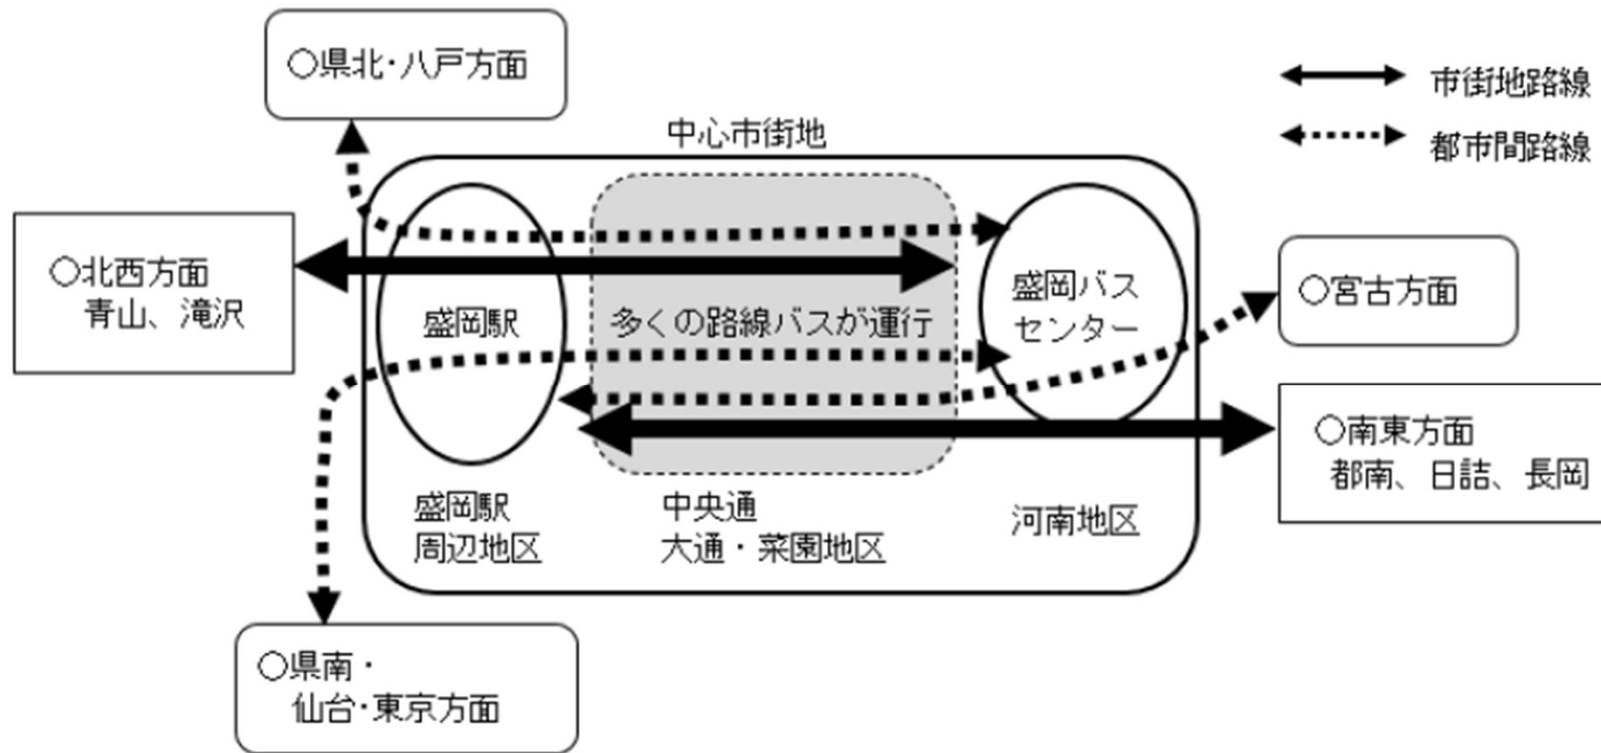 ○県北・八戸方面
市街地路線
都市間路線
中心市街地
○北西方面
青山、滝沢
盛岡駅
多くの路線バスが運行
盛岡バス
センター
○宮古方面
○南東方面
都南、日詰、長岡
盛岡駅
周辺地区
中央通
大通・菜園地区
河南地区
○県南・
仙台・東京方面